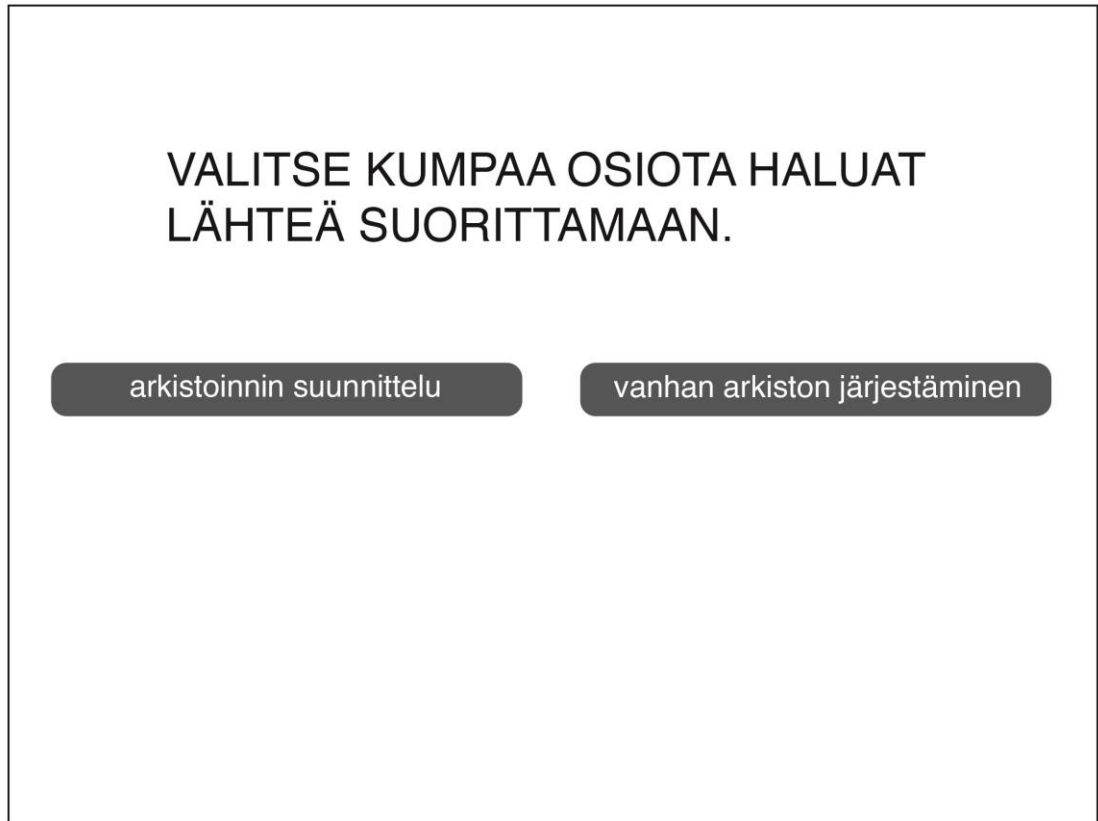 VALITSE KUMPAA OSIOTA HALUAT
LÄHTEÄ SUORITTAMAAN.
arkistoinnin suunnittelu
vanhan arkiston järjestäminen